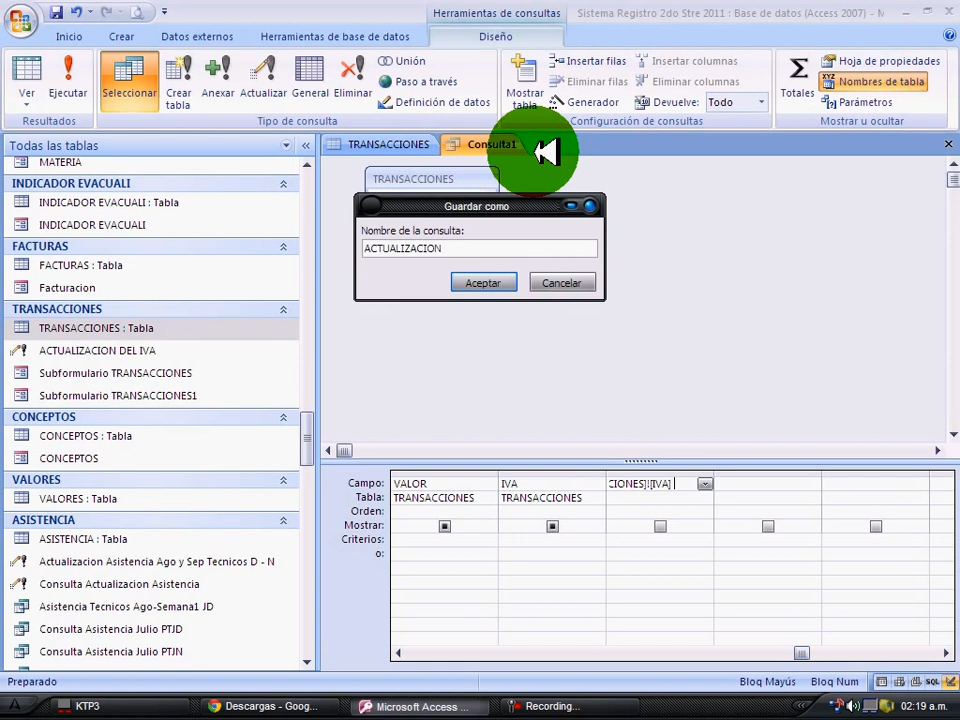 Herramientas de consultas
Sistema Registro 2do Stre 2011 : Base de datos (Access 2007) - M
Inicio
Crear
Datos externos
Herramientas de base de datos
Diseño
Ver
Ejecutar
Resultados
Seleccionar
Crear tabla
Anexar
Actualizar
General
Eliminar
Unión
Paso a través
Definición de datos
Tipo de consulta
Mostrar tabla
Insertar filas
Eliminar filas
Generador
Insertar columnas
Eliminar columnas
Devuelve: Todo
Configuración de consultas
Totales
Hoja de propiedades
Nombres de tabla
Parámetros
Mostrar u ocultar
Todas las tablas
MATERIA
INDICADOR EVACUALI
INDICADOR EVACUALI : Tabla
INDICADOR EVACUALI
FACTURAS
FACTURAS : Tabla
Facturacion
TRANSACCIONES
TRANSACCIONES : Tabla
ACTUALIZACION DEL IVA
Subformulario TRANSACCIONES
Subformulario TRANSACCIONES1
CONCEPTOS
CONCEPTOS : Tabla
CONCEPTOS
VALORES
VALORES : Tabla
ASISTENCIA
ASISTENCIA : Tabla
Actualizacion Asistencia Ago y Sep Tecnicos D - N
Consulta Actualizacion Asistencia
Asistencia Tecnicos Ago-Semana1 JD
Consulta Asistencia Julio PTJD
Consulta Asistencia Julio PTJN
TRANSACCIONES
Consulta1
TRANSACCIONES
Guardar como
Nombre de la consulta:
ACTUALIZACION
Aceptar
Cancelar
Campo: VALOR IVA CIONES]![IVA]
Tabla: TRANSACCIONES TRANSACCIONES
Orden:
Mostrar:
Criterios:
o:
Preparado
Bloq Mayús
Bloq Num
SQL
KTP3
Descargas - Goog...
Microsoft Access ...
Recording...
02:19 a.m.